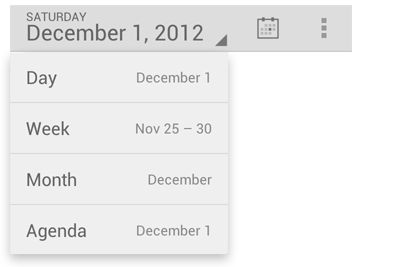 SATURDAY
December 1, 2012
Day December 1
Week Nov 25 – 30
Month December
Agenda December 1